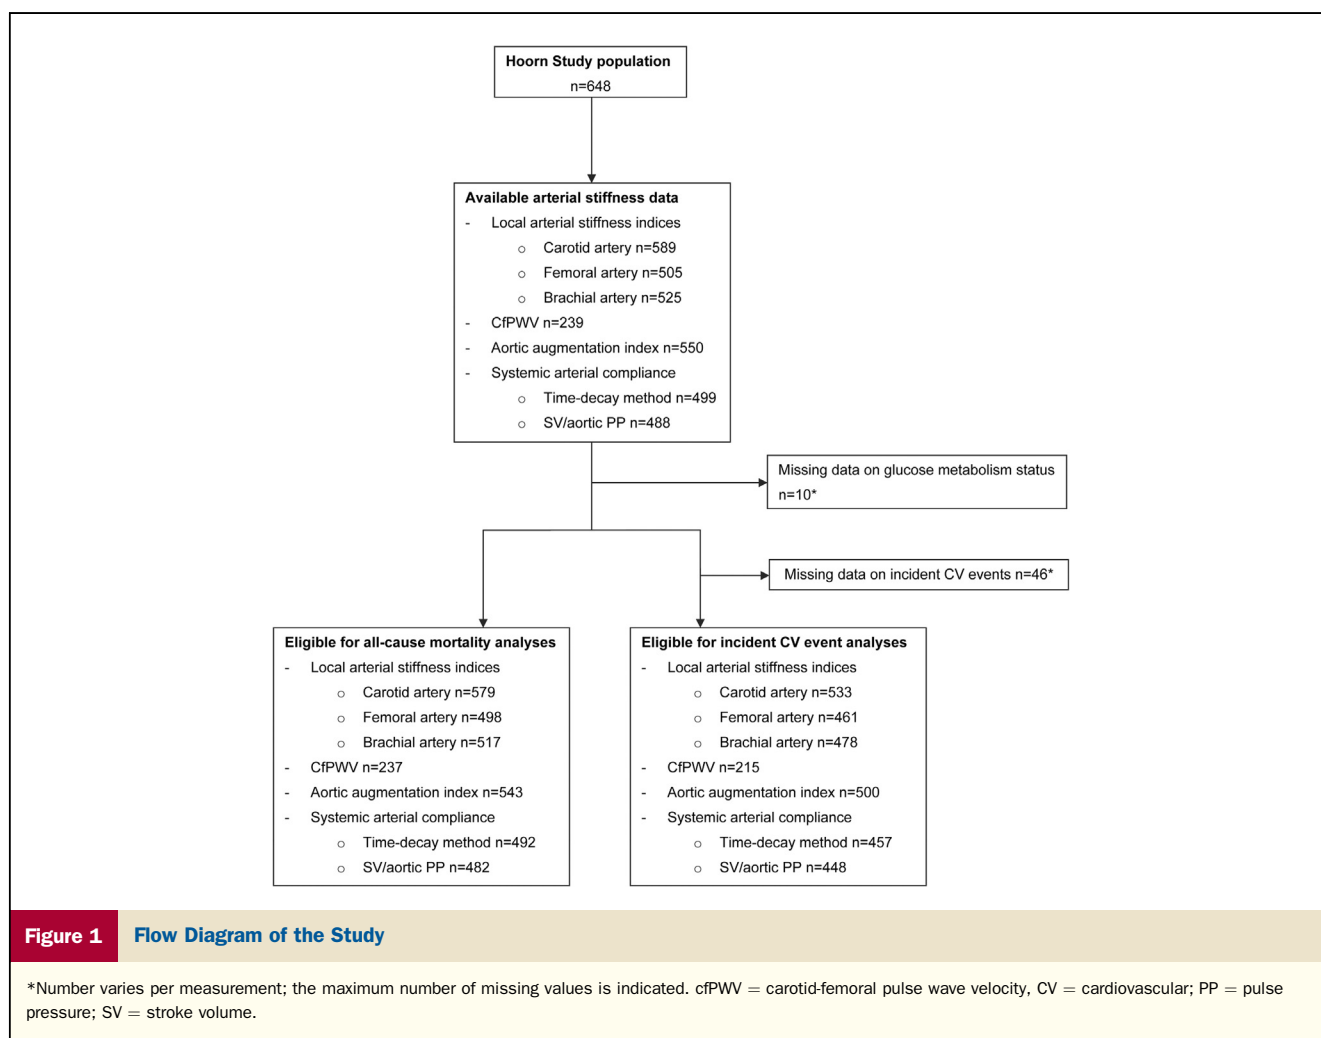 Hoorn Study population
n=648
Available arterial stiffness data
- Local arterial stiffness indices
o Carotid artery n=589
o Femoral artery n=505
o Brachial artery n=525
- CfPWV n=239
- Aortic augmentation index n=550
- Systemic arterial compliance
o Time-decay method n=499
o SV/aortic PP n=488
Missing data on glucose metabolism status
n=10*
Missing data on incident CV events n=46*
Eligible for all-cause mortality analyses
- Local arterial stiffness indices
o Carotid artery n=579
o Femoral artery n=498
o Brachial artery n=517
- CfPWV n=237
- Aortic augmentation index n=543
- Systemic arterial compliance
o Time-decay method n=492
o SV/aortic PP n=482
Eligible for incident CV event analyses
- Local arterial stiffness indices
o Carotid artery n=533
o Femoral artery n=461
o Brachial artery n=478
- CfPWV n=215
- Aortic augmentation index n=500
- Systemic arterial compliance
o Time-decay method n=457
o SV/aortic PP n=448
Figure 1 Flow Diagram of the Study
*Number varies per measurement; the maximum number of missing values is indicated. cfPWV = carotid-femoral pulse wave velocity, CV = cardiovascular; PP = pulse
pressure; SV = stroke volume.